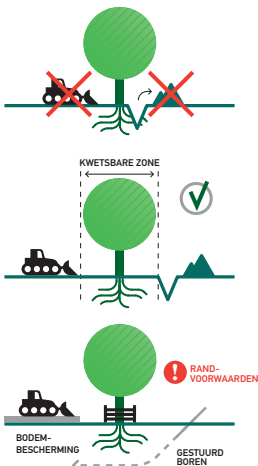 KWETSBARE ZONE
RAND-
VOORWAARDEN
BODEM-
BESCHERMING
GESTUURD
BOREN